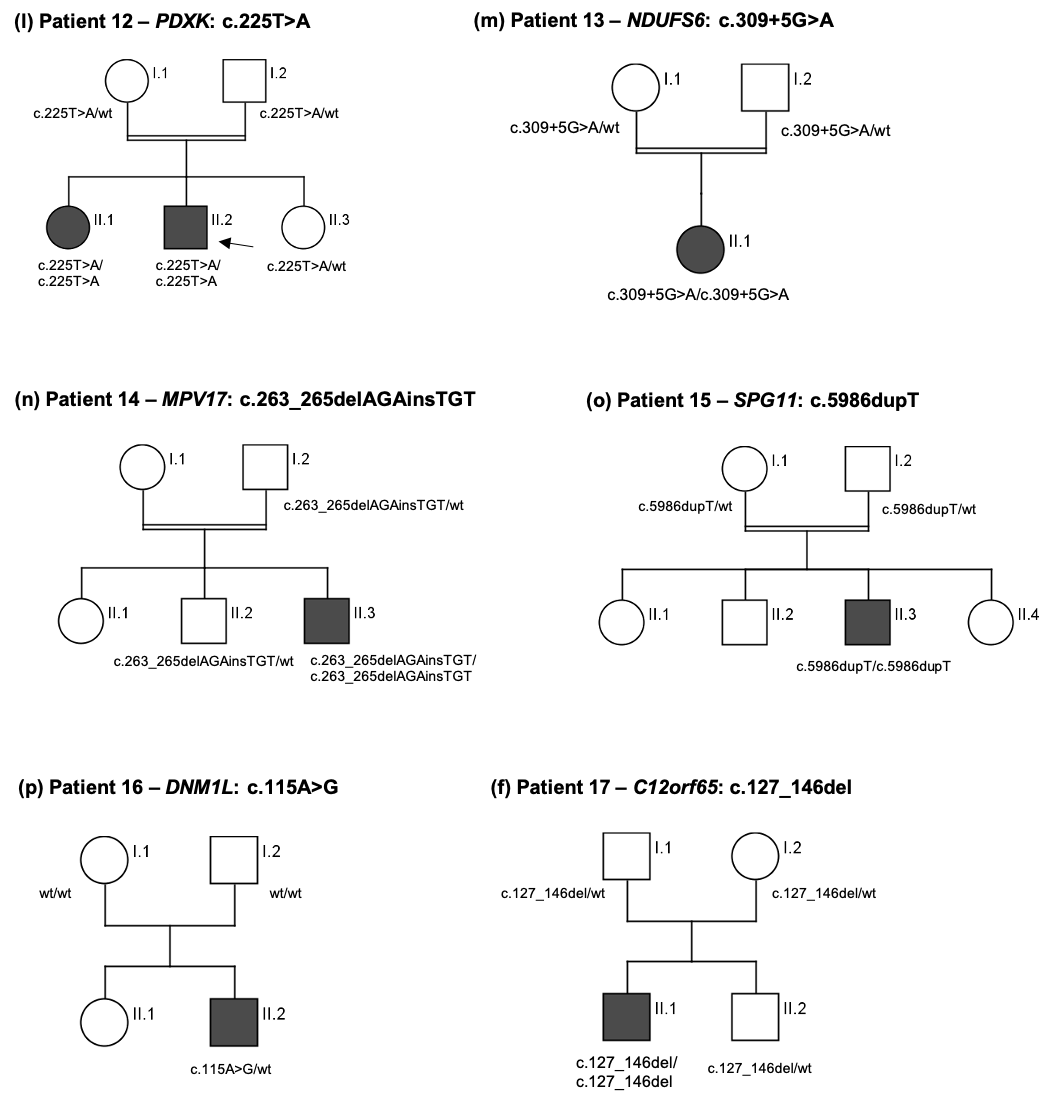 (l) Patient 12 – PDXK: c.225T>A
I.1
I.2
c.225T>A/wt
c.225T>A/wt
II.1
II.2
II.3
c.225T>A/
c.225T>A
c.225T>A/
c.225T>A
c.225T>A/wt
(m) Patient 13 – NDUFS6: c.309+5G>A
I.1
I.2
c.309+5G>A/wt
c.309+5G>A/wt
II.1
c.309+5G>A/c.309+5G>A
(n) Patient 14 – MPV17: c.263_265delAGAinsTGT
I.1
I.2
c.263_265delAGAinsTGT/wt
II.1
II.2
II.3
c.263_265delAGAinsTGT/wt
c.263_265delAGAinsTGT/
c.263_265delAGAinsTGT
(o) Patient 15 – SPG11: c.5986dupT
I.1
I.2
c.5986dupT/wt
c.5986dupT/wt
II.1
II.2
II.3
II.4
c.5986dupT/c.5986dupT
(p) Patient 16 – DNM1L: c.115A>G
I.1
I.2
wt/wt
wt/wt
II.1
II.2
c.115A>G/wt
(f) Patient 17 – C12orf65: c.127_146del
I.1
I.2
c.127_146del/wt
c.127_146del/wt
II.1
II.2
c.127_146del/
c.127_146del
c.127_146del/wt